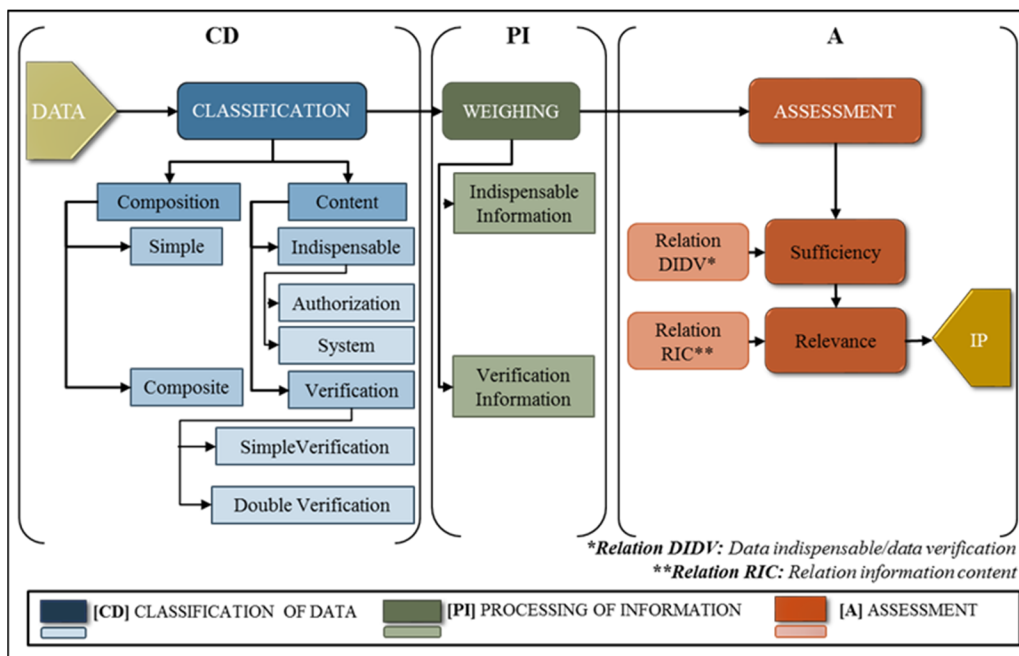 CD
PI
A
DATA
CLASSIFICATION
WEIGHING
ASSESSMENT
Composition
Content
Simple
Indispensable
Authorization
System
Composite
Verification
SimpleVerification
Double Verification
Indispensable
Information
Verification
Information
Relation
DIDV*
Sufficiency
Relation
RIC**
Relevance
IP
*Relation DIDV: Data indispensable/data verification
**Relation RIC: Relation information content
[CD] CLASSIFICATION OF DATA
[PI] PROCESSING OF INFORMATION
[A] ASSESSMENT